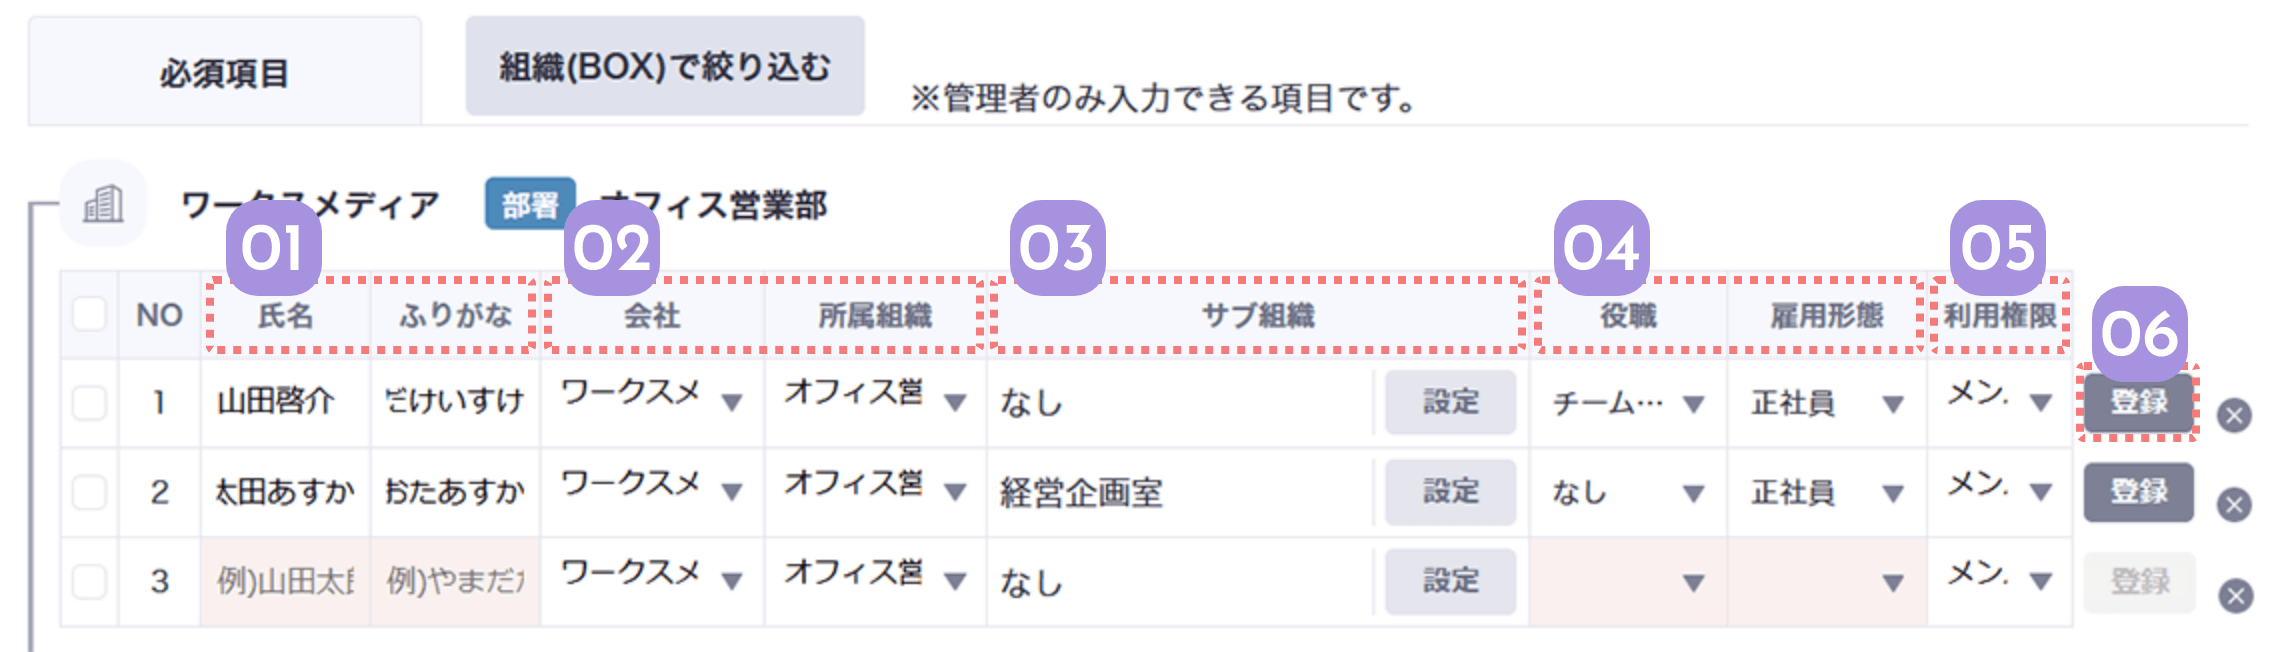 必須項目
組織(BOX)で絞り込む
※管理者のみ入力できる項目です。
ワークスメディア 部署 オフィス営業部
01 02 03 04 05 06
NO 氏名 ふりがな 会社 所属組織 サブ組織 役職 雇用形態 利用権限
1 山田啓介 だけいすけ ワークスメ オフィス営 なし 設定 チーム… 正社員 メン. 登録
2 太田あすか おたあすか ワークスメ オフィス営 経営企画室 設定 なし 正社員 メン. 登録
3 例)山田太 例)やまだ ワークスメ オフィス営 なし 設定 メン. 登録